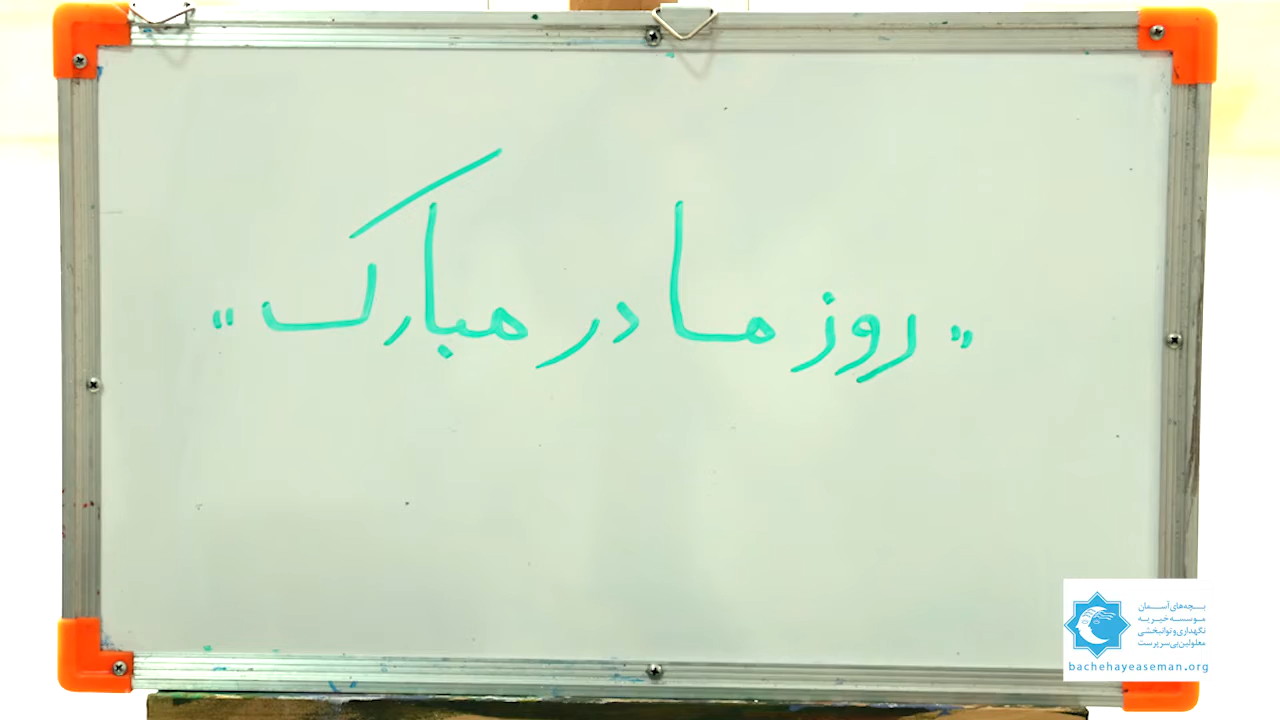 "روز مادر مبارک"
بچه‌های آسمان
موسسه خیریه
نگهداری و توانبخشی
معلولین بی سرپرست
bachehayeaseman.org